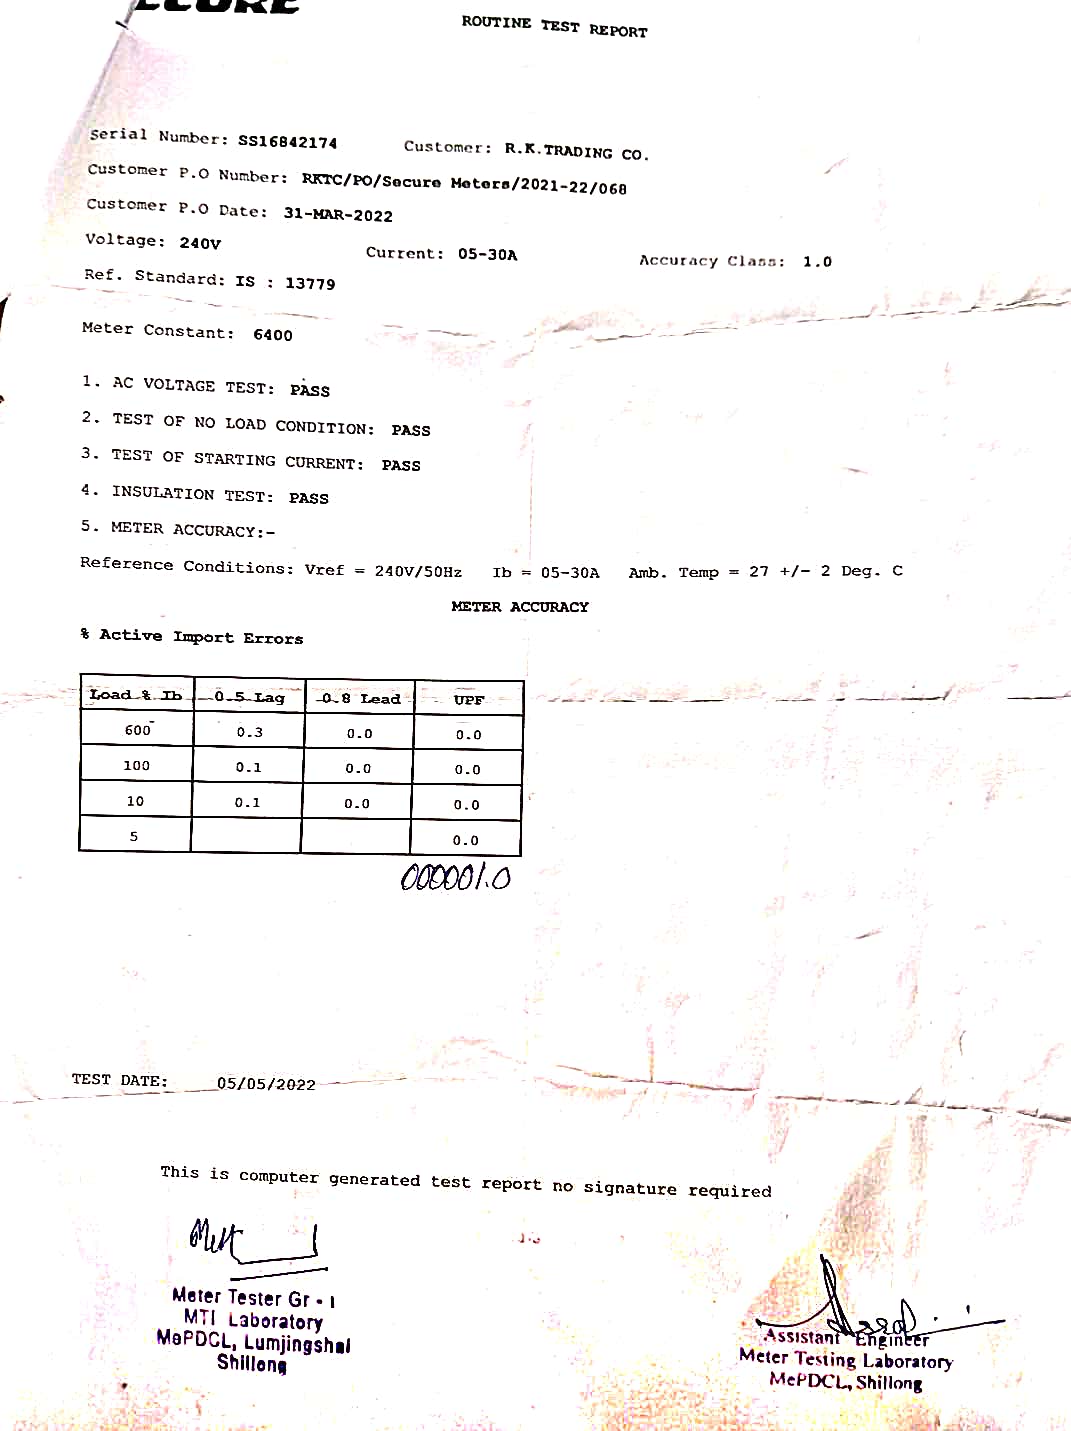 ROUTINE TEST REPORT
Serial Number: SS16842174 Customer: R.K.TRADING CO.
Customer P.O Number: RKTC/PO/Secure Meters/2021-22/068
Customer P.O Date: 31-MAR-2022
Voltage: 240V Current: 05-30A Accuracy Class: 1.0
Ref. Standard: IS : 13779
Meter Constant: 6400
1. AC VOLTAGE TEST: PASS
2. TEST OF NO LOAD CONDITION: PASS
3. TEST OF STARTING CURRENT: PASS
4. INSULATION TEST: PASS
5. METER ACCURACY:-
Reference Conditions: Vref = 240V/50Hz Ib = 05-30A Amb. Temp = 27 +/- 2 Deg. C
METER ACCURACY
% Active Import Errors
Load % Ib 0.5 Lag 0.8 Lead UPF
600 0.3 0.0 0.0
100 0.1 0.0 0.0
10 0.1 0.0 0.0
5 0.0
000001.0
TEST DATE: 05/05/2022
This is computer generated test report no signature required
Meter Tester Gr - I
MTI Laboratory
MePDCL, Lumjingshai
Shillong
Assistant Engineer
Meter Testing Laboratory
MePDCL, Shillong